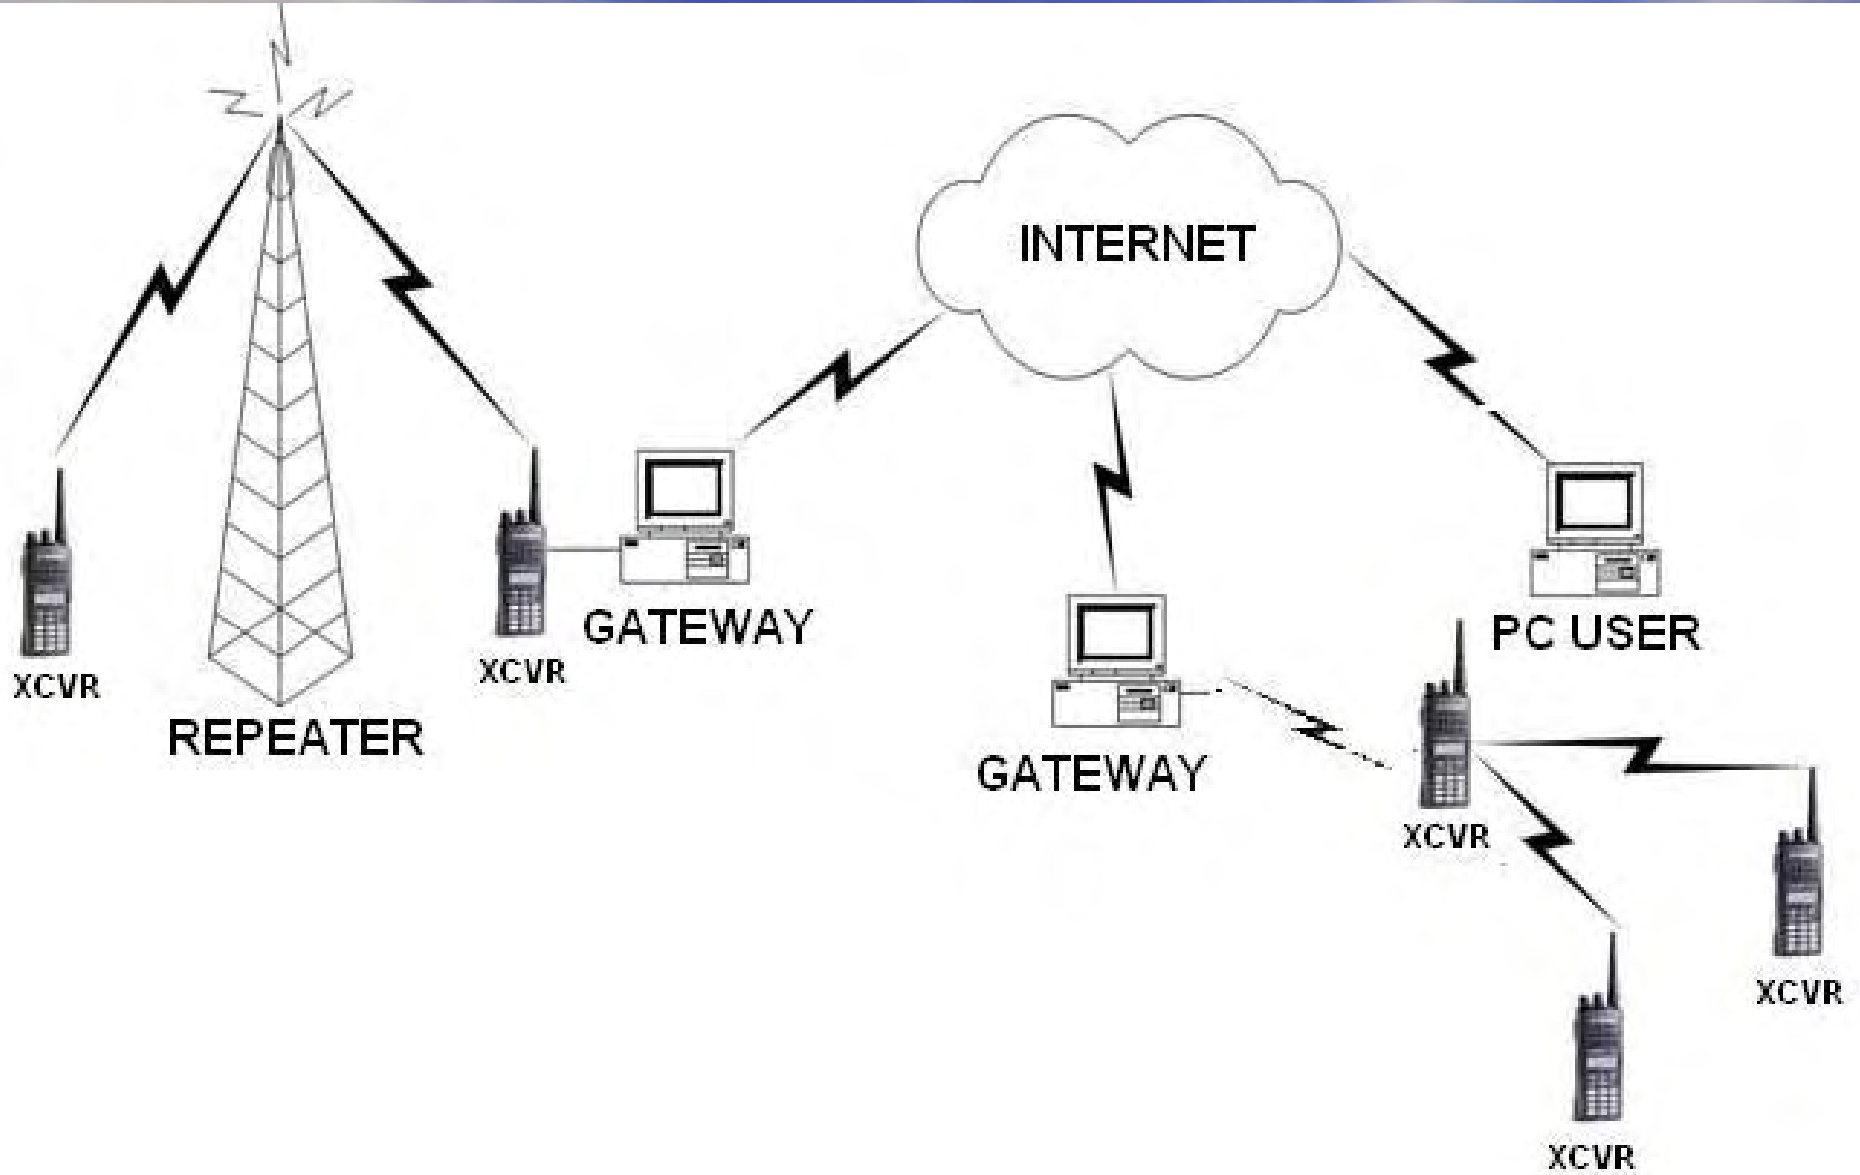 INTERNET
GATEWAY
PC USER
XCVR
XCVR
REPEATER
GATEWAY
XCVR
XCVR
XCVR